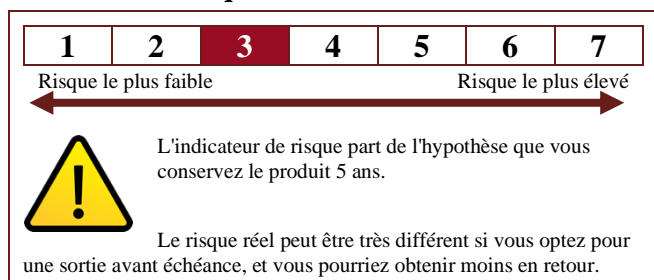 1 2 3 4 5 6 7
Risque le plus faible Risque le plus élevé
L'indicateur de risque part de l'hypothèse que vous
conservez le produit 5 ans.
Le risque réel peut être très différent si vous optez pour
une sortie avant échéance, et vous pourriez obtenir moins en retour.